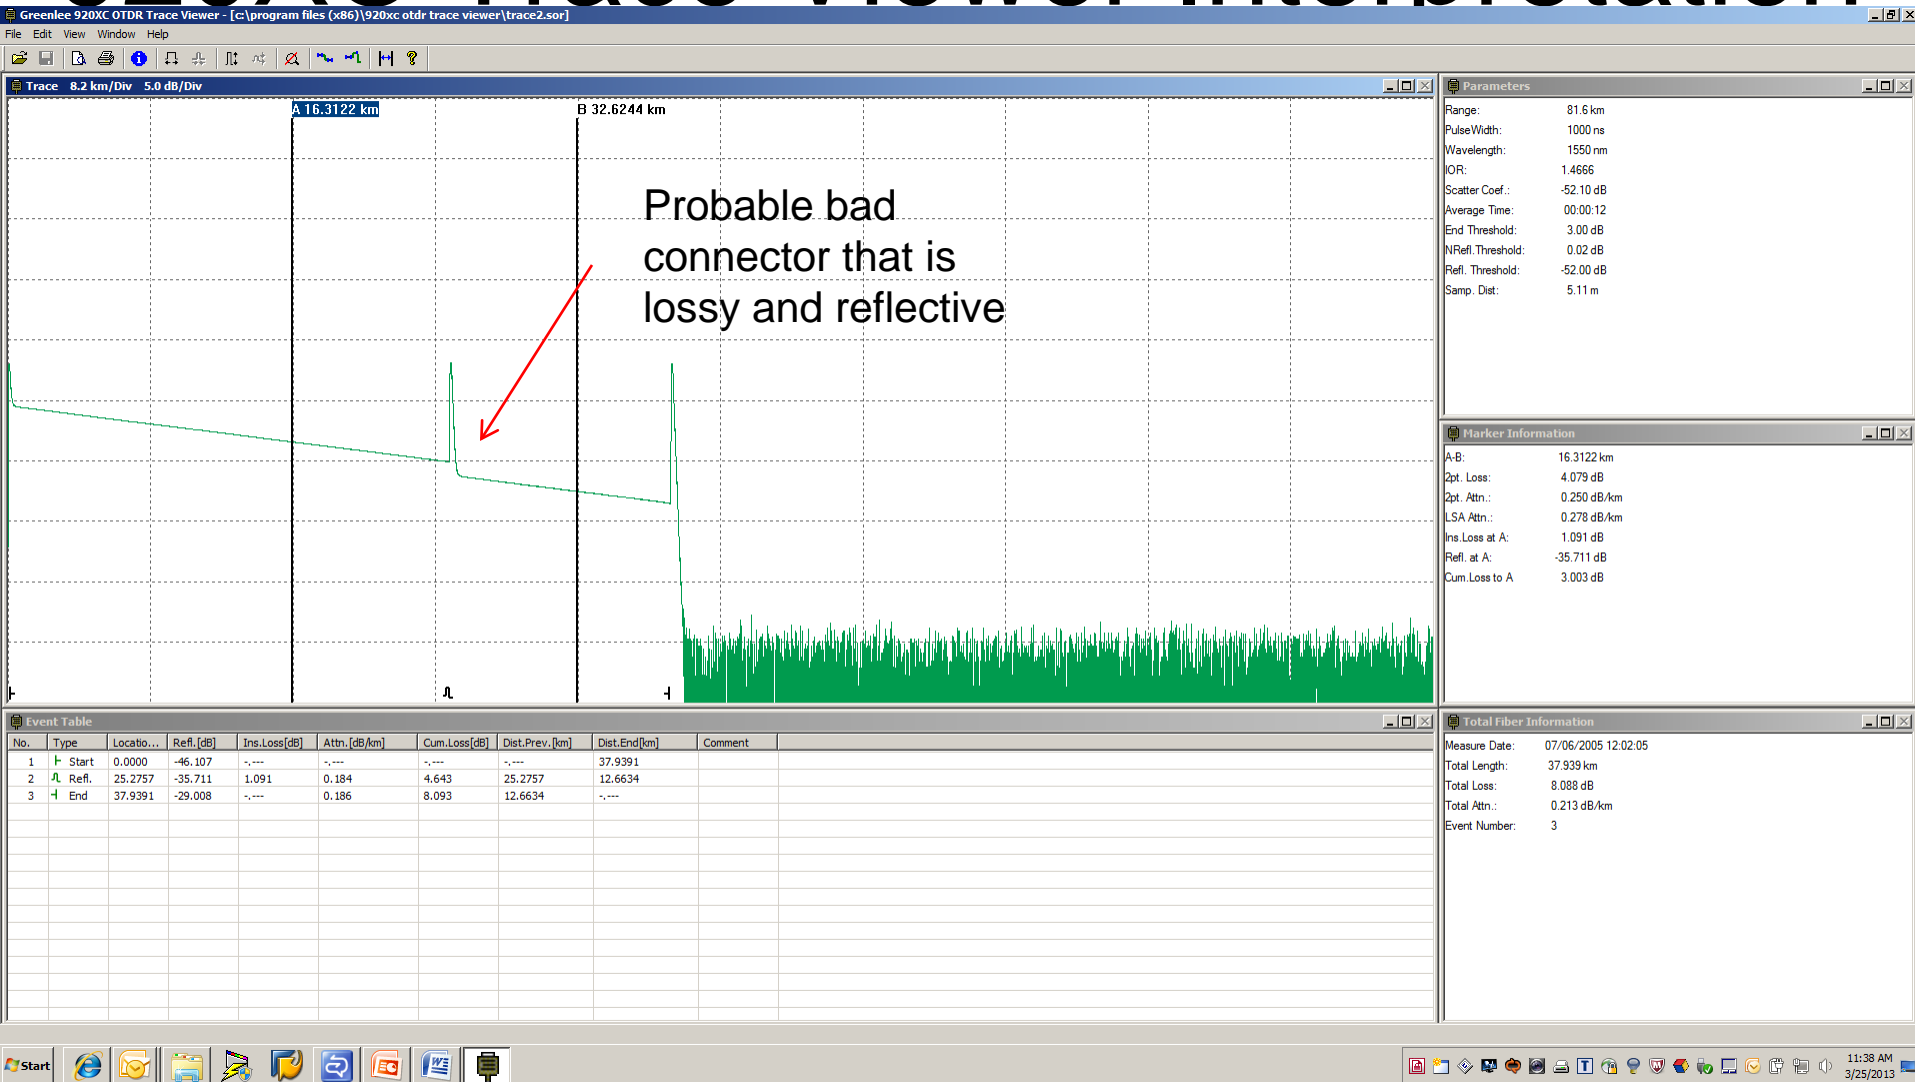 920XC Trace Viewer Interpretation
Greenlee 920XC OTDR Trace Viewer - [c:\program files (x86)\920xc otdr trace viewer\trace2.sor]
File Edit View Window Help
Trace 8.2 km/Div 5.0 dB/Div
A 16.3122 km
B 32.6244 km
Probable bad
connector that is
lossy and reflective
Parameters
Range: 81.6 km
PulseWidth: 1000 ns
Wavelength: 1550 nm
IOR: 1.4666
Scatter Coef.: -52.10 dB
Average Time: 00:00:12
End Threshold: 3.00 dB
NRefl.Threshold: 0.02 dB
Refl. Threshold: -52.00 dB
Samp. Dist: 5.11 m
Marker Information
A-B: 16.3122 km
2pt. Loss: 4.079 dB
2pt. Attn.: 0.250 dB/km
LSA Attn.: 0.278 dB/km
Ins.Loss at A: 1.091 dB
Refl. at A: -35.711 dB
Cum.Loss to A 3.003 dB
Event Table
No. Type Locatio... Refl.[dB] Ins.Loss[dB] Attn.[dB/km] Cum.Loss[dB] Dist.Prev.[km] Dist.End[km] Comment
1 Start 0.0000 -46.107 -.--- -.--- -.--- -.--- 37.9391
2 Refl. 25.2757 -35.711 1.091 0.184 4.643 25.2757 12.6634
3 End 37.9391 -29.008 -.--- 0.186 8.093 12.6634 -.---
Total Fiber Information
Measure Date: 07/06/2005 12:02:05
Total Length: 37.939 km
Total Loss: 8.088 dB
Total Attn.: 0.213 dB/km
Event Number: 3
Start
11:38 AM
3/25/2013